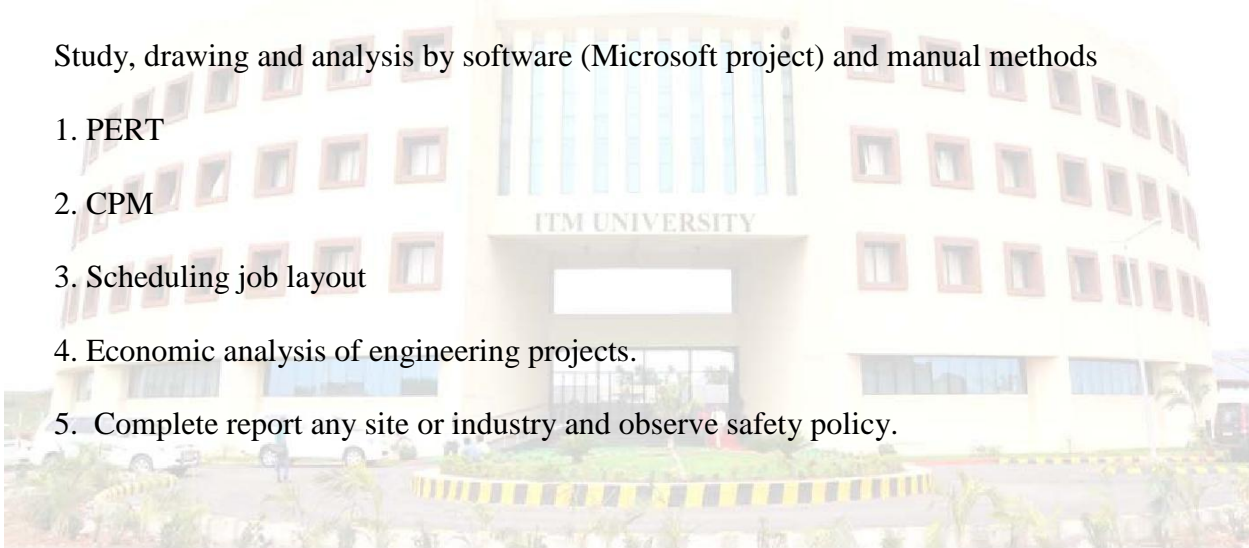 Study, drawing and analysis by software (Microsoft project) and manual methods
1. PERT
2. CPM
3. Scheduling job layout
ITM UNIVERSITY
4. Economic analysis of engineering projects.
5. Complete report any site or industry and observe safety policy.